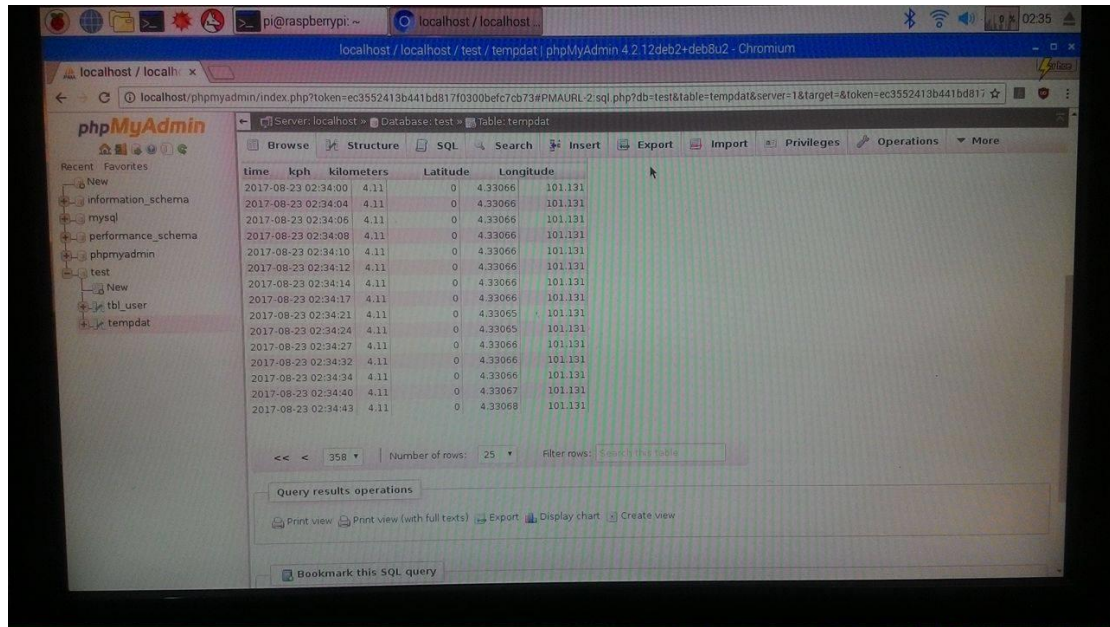 pi@raspberrypi: ~ localhost / localhost ... 02:35
localhost / localhost / test / tempdat | phpMyAdmin 4.2.12deb2+deb8u2 - Chromium
localhost / localh ×
localhost/phpmyadmin/index.php?token=ec3552413b441bd817f0300befc7cb73#PMAURL-2:sql.php?db=test&table=tempdat&server=1&target=&token=ec3552413b441bd817
phpMyAdmin
Recent Favorites
New
information_schema
mysql
performance_schema
phpmyadmin
test
New
tbl_user
tempdat
Server: localhost » Database: test » Table: tempdat
Browse Structure SQL Search Insert Export Import Privileges Operations More
time kph kilometers Latitude Longitude
2017-08-23 02:34:00 4.11 0 4.33066 101.131
2017-08-23 02:34:04 4.11 0 4.33066 101.131
2017-08-23 02:34:06 4.11 0 4.33066 101.131
2017-08-23 02:34:08 4.11 0 4.33066 101.131
2017-08-23 02:34:10 4.11 0 4.33066 101.131
2017-08-23 02:34:12 4.11 0 4.33066 101.131
2017-08-23 02:34:14 4.11 0 4.33066 101.131
2017-08-23 02:34:17 4.11 0 4.33066 101.131
2017-08-23 02:34:21 4.11 0 4.33065 101.131
2017-08-23 02:34:24 4.11 0 4.33065 101.131
2017-08-23 02:34:27 4.11 0 4.33066 101.131
2017-08-23 02:34:32 4.11 0 4.33066 101.131
2017-08-23 02:34:34 4.11 0 4.33066 101.131
2017-08-23 02:34:40 4.11 0 4.33067 101.131
2017-08-23 02:34:43 4.11 0 4.33068 101.131
<< < 358 Number of rows: 25 Filter rows: Search this table
Query results operations
Print view Print view (with full texts) Export Display chart Create view
Bookmark this SQL query